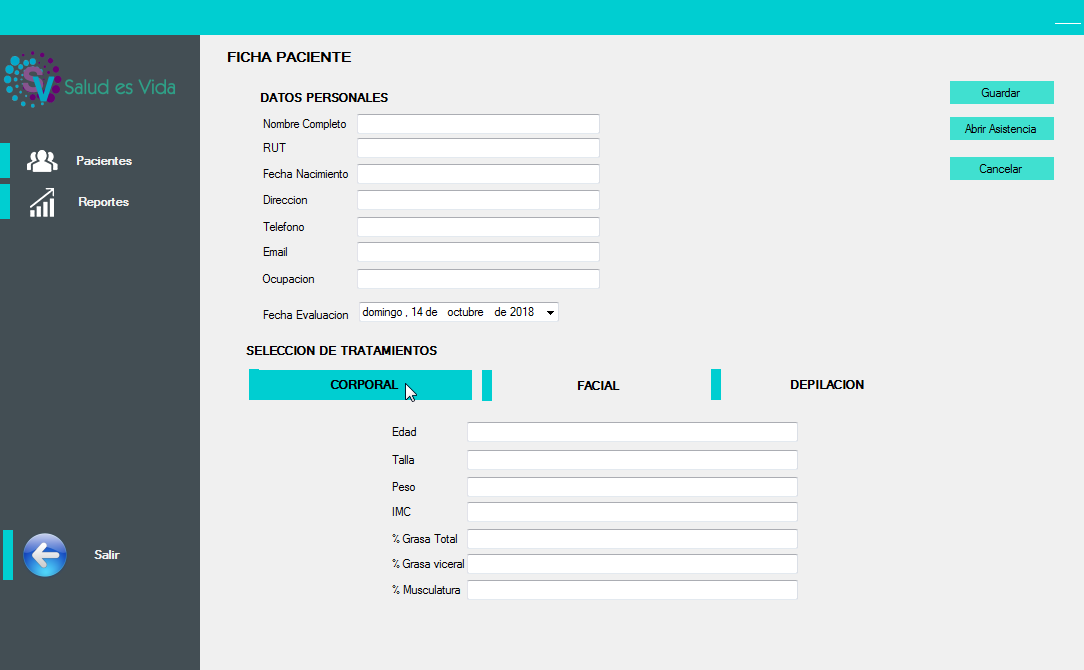 SV Salud es Vida
Pacientes
Reportes
Salir
FICHA PACIENTE
DATOS PERSONALES
Nombre Completo
RUT
Fecha Nacimiento
Direccion
Telefono
Email
Ocupacion
Fecha Evaluacion domingo , 14 de octubre de 2018
Guardar
Abrir Asistencia
Cancelar
SELECCION DE TRATAMIENTOS
CORPORAL FACIAL DEPILACION
Edad
Talla
Peso
IMC
% Grasa Total
% Grasa viceral
% Musculatura